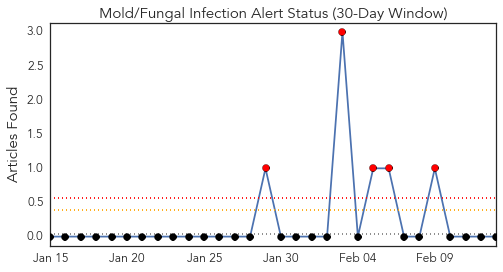 Mold/Fungal Infection Alert Status (30-Day Window)
Articles Found
3.0
2.5
2.0
1.5
1.0
0.5
0.0
Jan 15
Jan 20
Jan 25
Jan 30
Feb 04
Feb 09